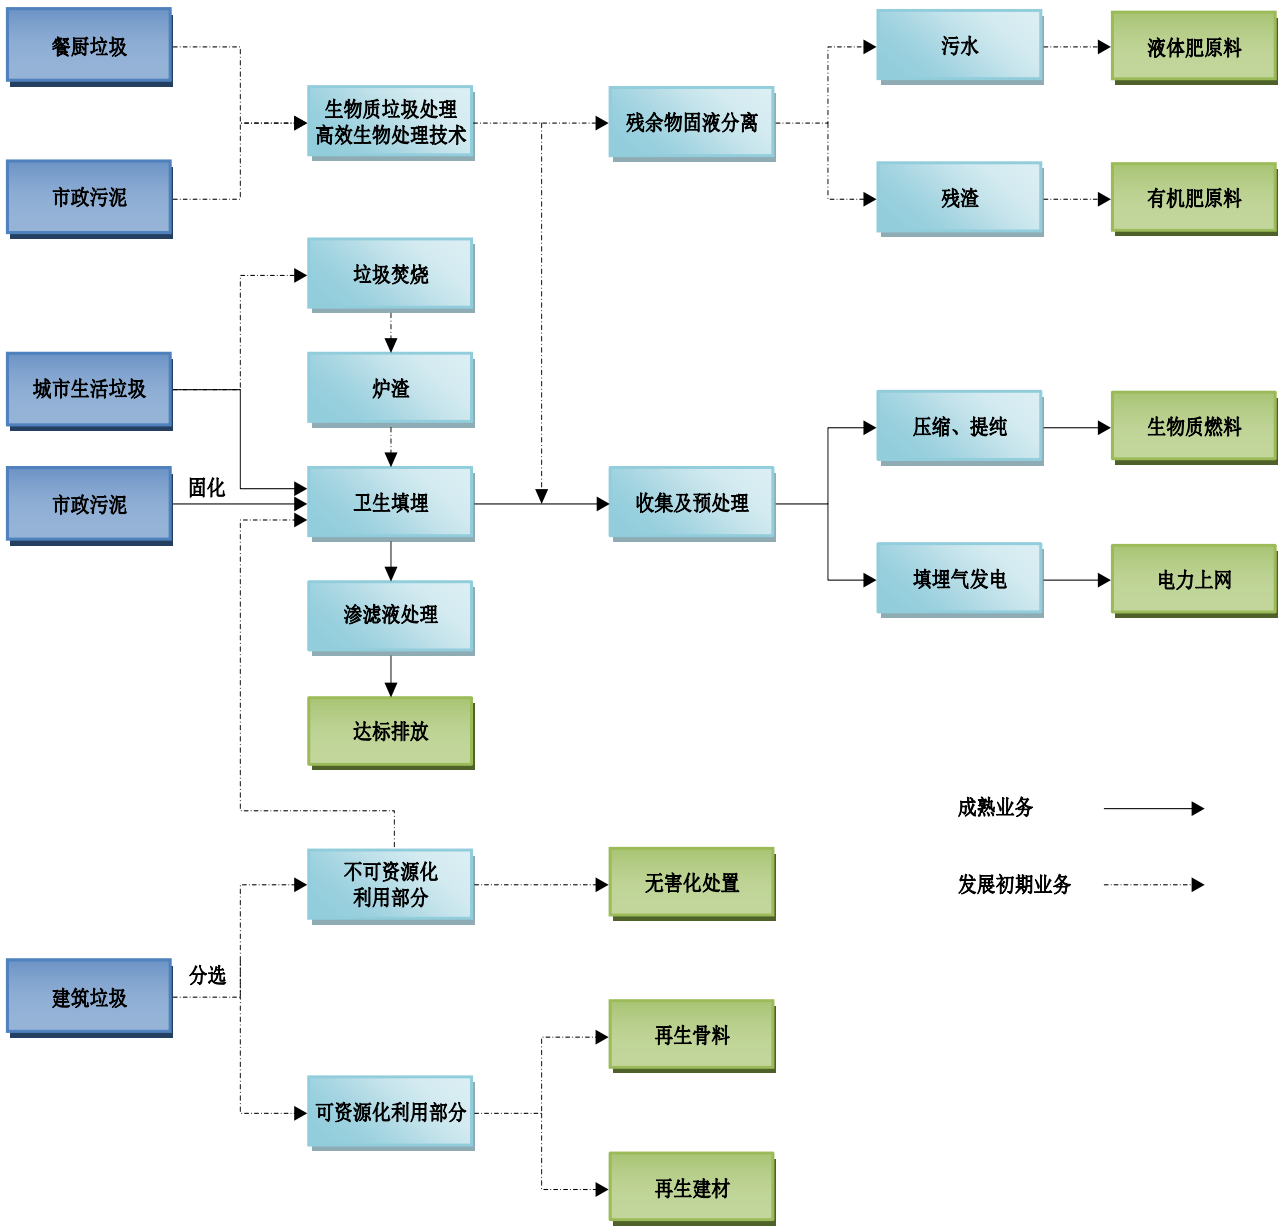 餐厨垃圾
污水
液体肥原料
生物质垃圾处理
高效生物处理技术
残余物固液分离
市政污泥
残渣
有机肥原料
垃圾焚烧
城市生活垃圾
炉渣
压缩、提纯
生物质燃料
市政污泥
固化
卫生填埋
收集及预处理
填埋气发电
电力上网
渗滤液处理
达标排放
成熟业务
发展初期业务
不可资源化
利用部分
无害化处置
建筑垃圾
分选
再生骨料
可资源化利用部分
再生建材